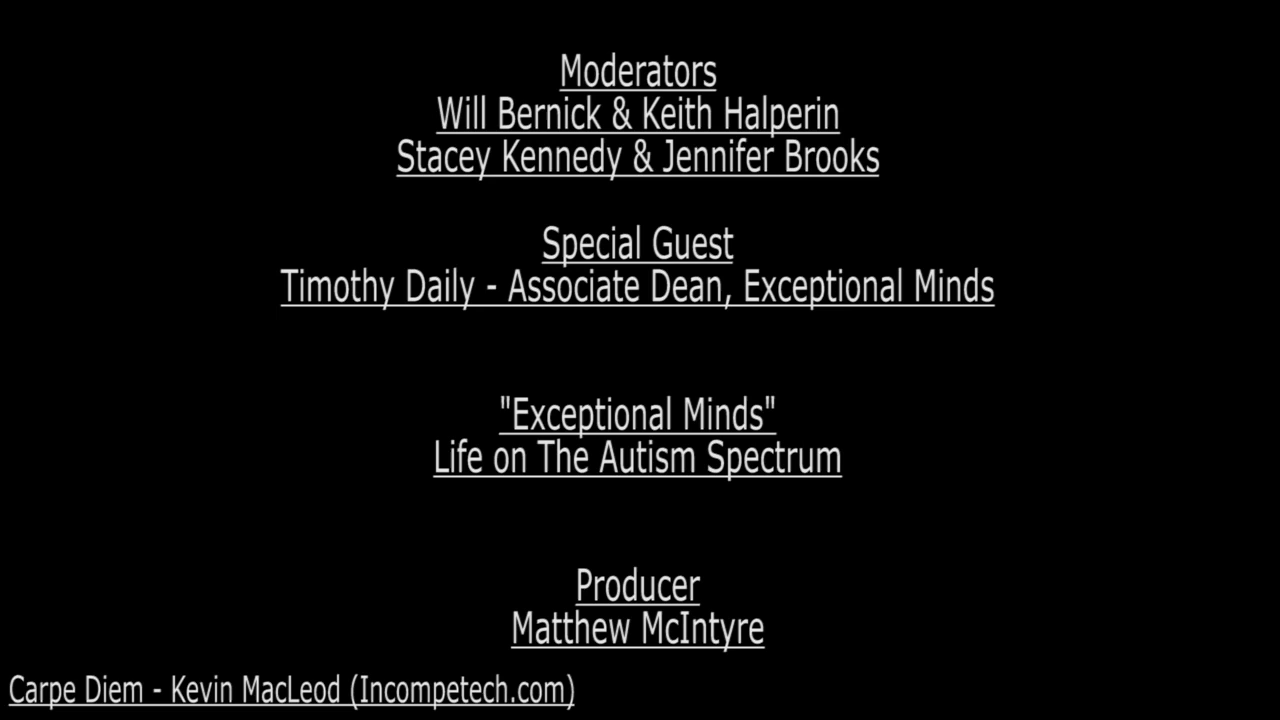 Moderators
Will Bernick & Keith Halperin
Stacey Kennedy & Jennifer Brooks
Special Guest
Timothy Daily - Associate Dean, Exceptional Minds
"Exceptional Minds"
Life on The Autism Spectrum
Producer
Matthew McIntyre
Carpe Diem - Kevin MacLeod (Incompetech.com)